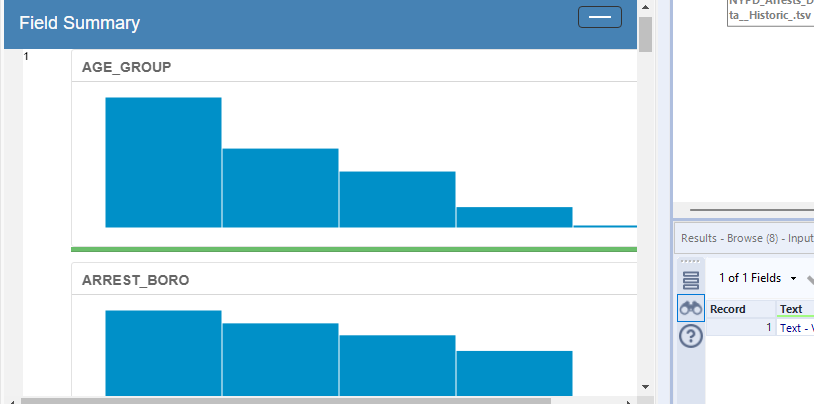 Field Summary
1
AGE_GROUP
ARREST_BORO
NYPD_Arrests_D
ta__Historic_.tsv
Results - Browse (8) - Input
1 of 1 Fields
Record Text
1 Text -